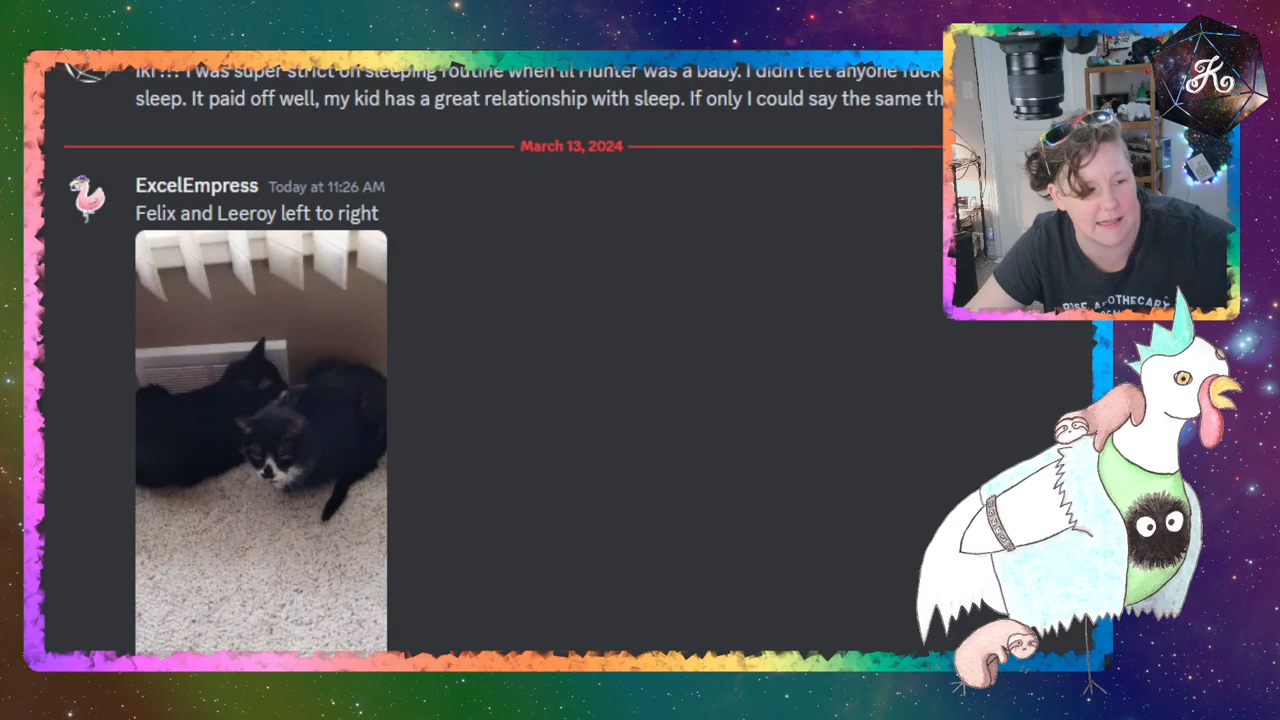 iki!!! I was super strict on sleeping routine when lil Hunter was a baby. I didn't let anyone fuck
sleep. It paid off well, my kid has a great relationship with sleep. If only I could say the same th
March 13, 2024
ExcelEmpress Today at 11:26 AM
Felix and Leeroy left to right
K
APOTHECARY